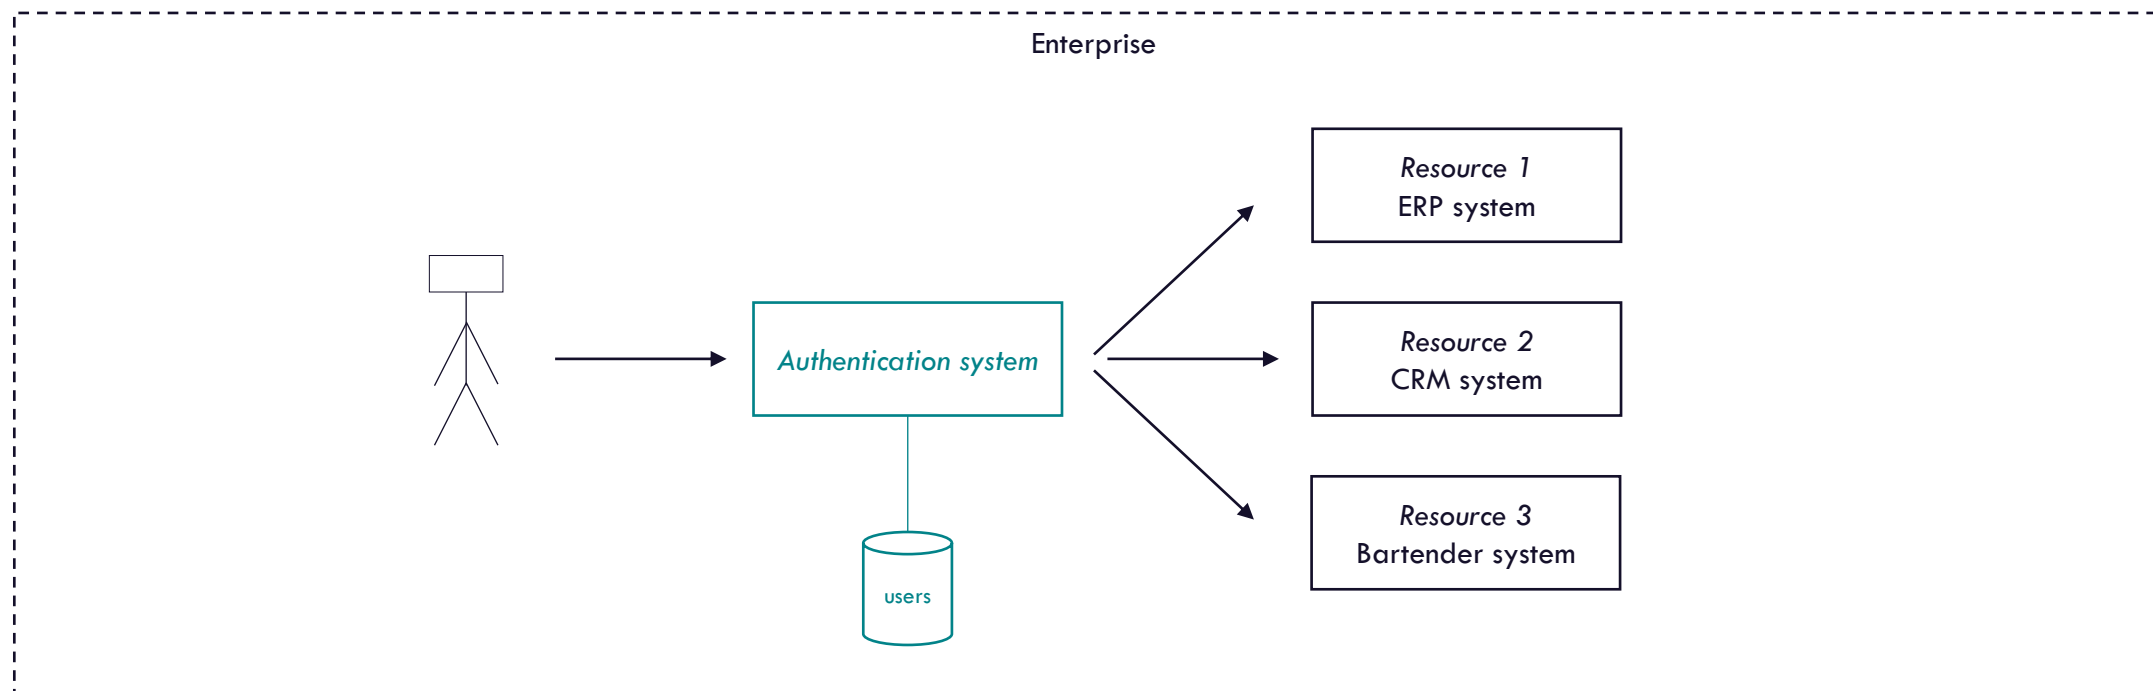 Enterprise
Resource 1
ERP system
Authentication system
Resource 2
CRM system
Resource 3
Bartender system
users